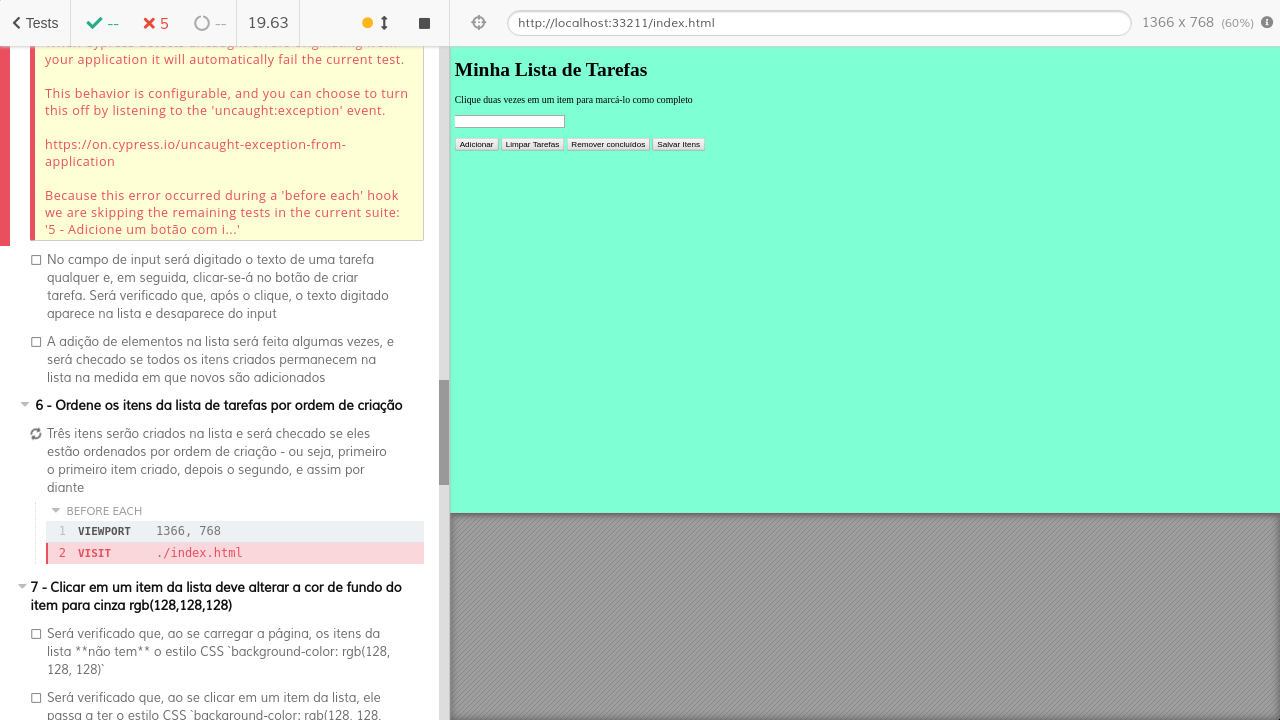 Tests
--
5
--
19.63
http://localhost:33211/index.html
1366 x 768 (60%)
when Cypress detects uncaught errors originating from
your application it will automatically fail the current test.
This behavior is configurable, and you can choose to turn
this off by listening to the 'uncaught:exception' event.
https://on.cypress.io/uncaught-exception-from-
application
Because this error occurred during a 'before each' hook
we are skipping the remaining tests in the current suite:
'5 - Adicione um botão com i...'
No campo de input será digitado o texto de uma tarefa
qualquer e, em seguida, clicar-se-á no botão de criar
tarefa. Será verificado que, após o clique, o texto digitado
aparece na lista e desaparece do input
A adição de elementos na lista será feita algumas vezes, e
será checado se todos os itens criados permanecem na
lista na medida em que novos são adicionados
6 - Ordene os itens da lista de tarefas por ordem de criação
Três itens serão criados na lista e será checado se eles
estão ordenados por ordem de criação - ou seja, primeiro
o primeiro item criado, depois o segundo, e assim por
diante
BEFORE EACH
1 VIEWPORT 1366, 768
2 VISIT ./index.html
7 - Clicar em um item da lista deve alterar a cor de fundo do
item para cinza rgb(128,128,128)
Será verificado que, ao se carregar a página, os itens da
lista **não tem** o estilo CSS `background-color: rgb(128,
128, 128)`
Será verificado que, ao se clicar em um item da lista, ele
passa a ter o estilo CSS `background-color: rgb(128, 128,
Minha Lista de Tarefas
Clique duas vezes em um item para marcá-lo como completo
Adicionar
Limpar Tarefas
Remover concluídos
Salvar Itens